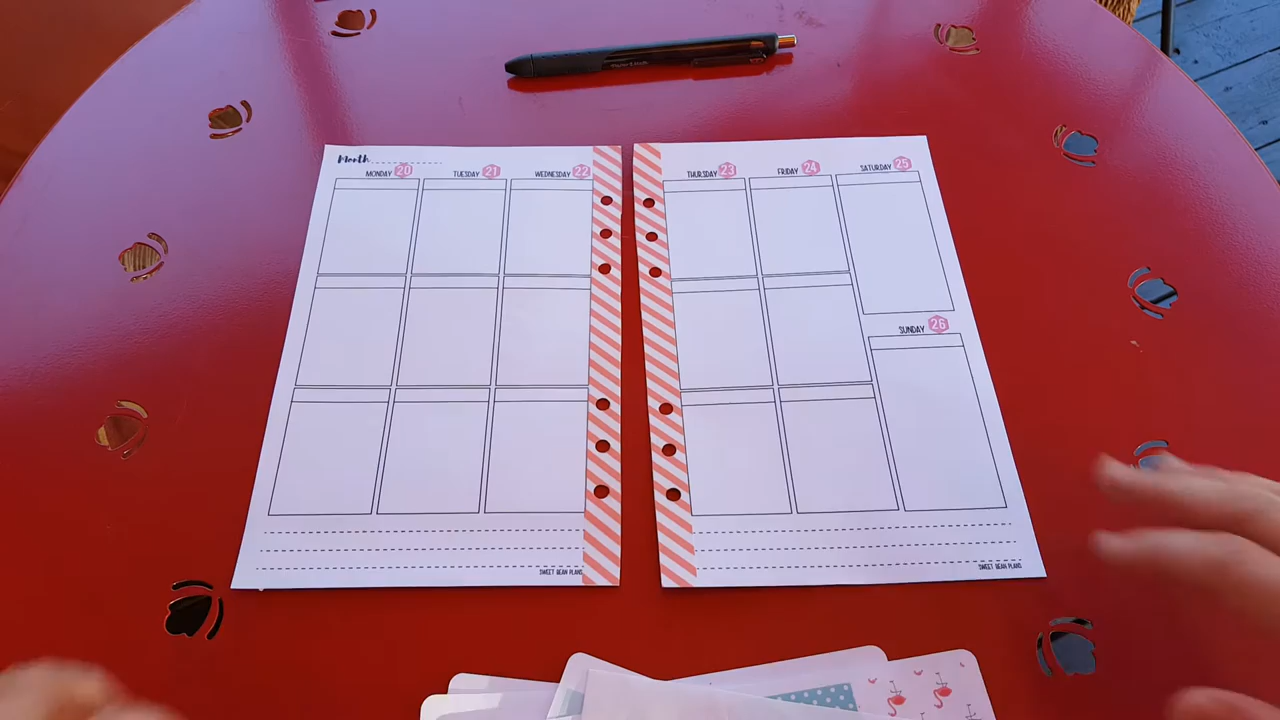 Month
MONDAY 20 TUESDAY 21 WEDNESDAY 22
THURSDAY 23 FRIDAY 24 SATURDAY 25
SUNDAY 26
SWEET BEAN PLANS
SWEET BEAN PLANS